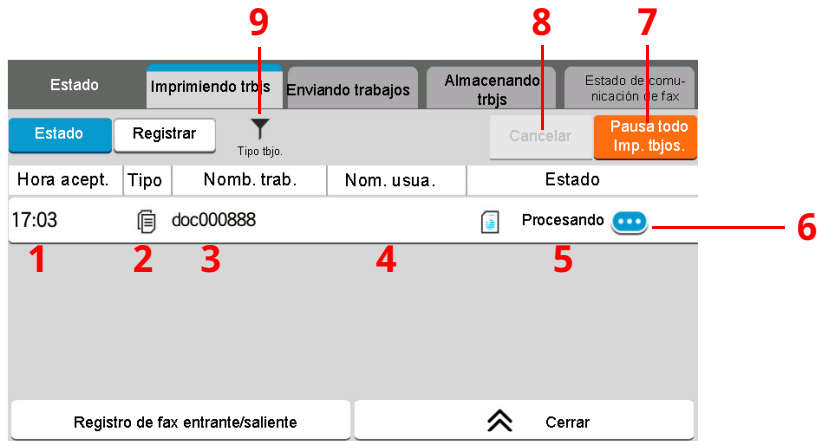 9 8 7
Estado Imprimiendo trbjs Enviando trabajos Almacenando trbjs Estado de comu-
nicación de fax
Estado Registrar Tipo tbjo. Cancelar Pausa todo
Imp. tbjos.
Hora acept. Tipo Nomb. trab. Nom. usua. Estado
17:03 doc000888 Procesando 6
1 2 3 4 5
Registro de fax entrante/saliente Cerrar